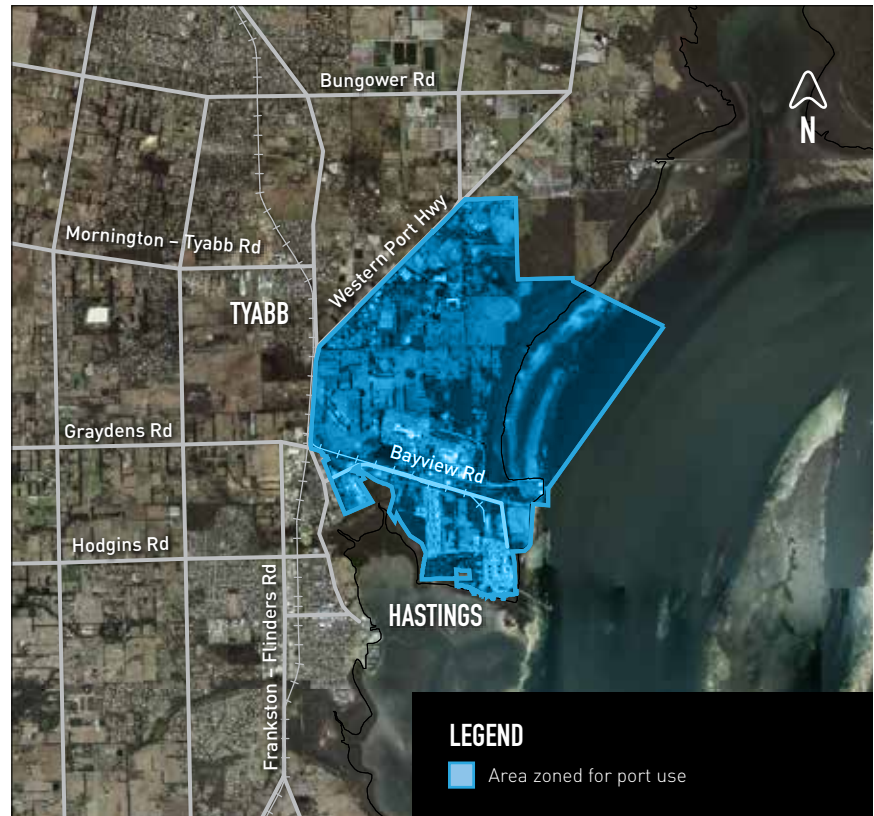 Bungower Rd
N
Western Port Hwy
Mornington – Tyabb Rd
TYABB
Graydens Rd
Bayview Rd
Hodgins Rd
Frankston – Flinders Rd
HASTINGS
LEGEND
Area zoned for port use